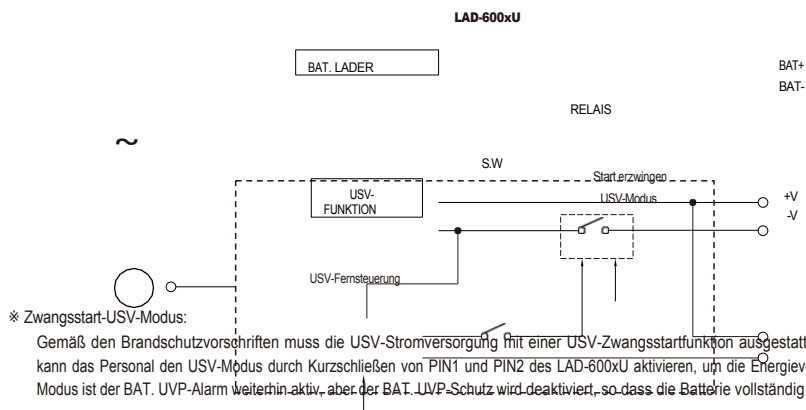 LAD-600xU
BAT. LADER
BAT+
BAT-
RELAIS
~
S.W
Start erzwingen
USV-
FUNKTION
USV-Modus
+V
-V
USV-Fernsteuerung
※ Zwangsstart-USV-Modus:
Gemäß den Brandschutzvorschriften muss die USV-Stromversorgung mit einer USV-Zwangsstartfunktion ausgestatt
kann das Personal den USV-Modus durch Kurzschließen von PIN1 und PIN2 des LAD-600xU aktivieren, um die Energieve
Modus ist der BAT. UVP-Alarm weiterhin aktiv, aber der BAT. UVP-Schutz wird deaktiviert, so dass die Batterie vollständig